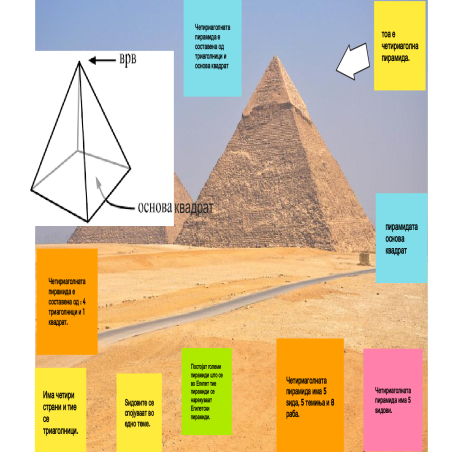 Четириаголната
пирамида е
составена од
триаголници и
основа квадрат
тоа е
четириаголна
пирамида.
врв
основа квадрат
пирамидата
основа
квадрат
Четириаголната
пирамида е
составена од : 4
триаголници и 1
квадрат.
Има четири
страни и тие
се
триаголници.
Ѕидовите се
спојуваат во
едно теме.
Постојат големи
пирамиди што се
во Египет тие
пирамиди се
нарекуваат
Египетски
пирамиди.
Четириаголната
пирамида има 5
ѕида, 5 темиња и 8
раба.
Четириаголната
пирамида има 5
ѕидови.